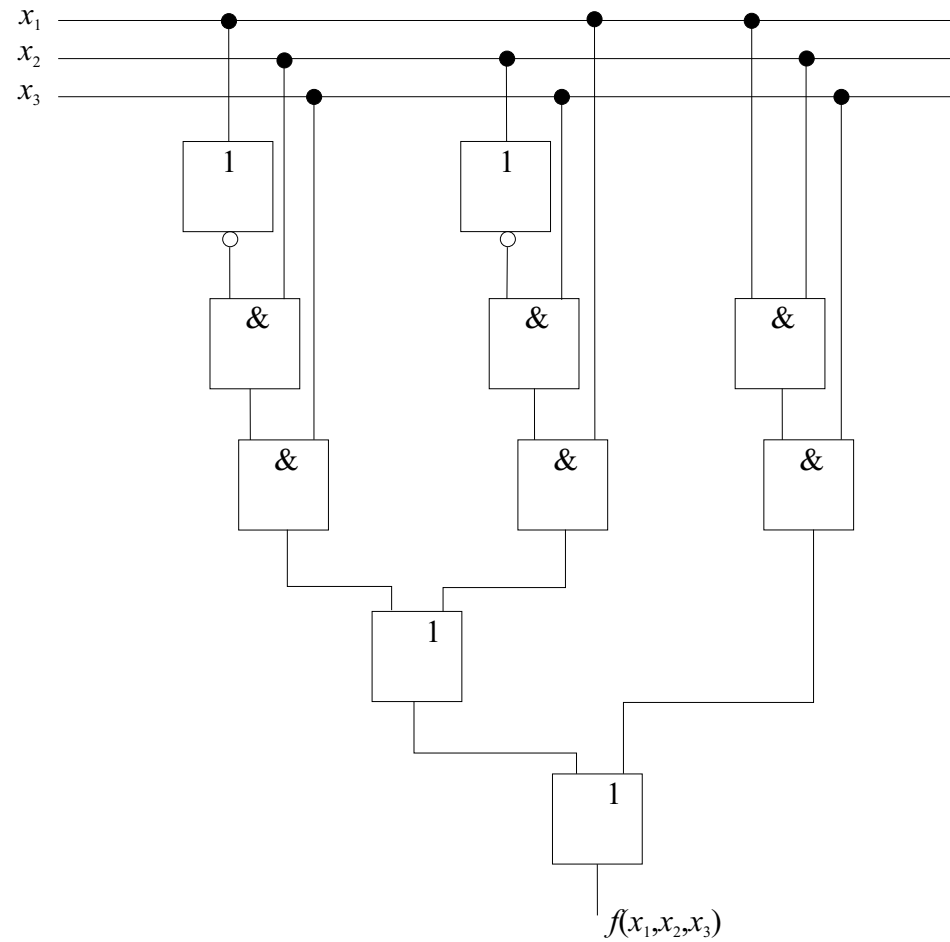 x₁
x₂
x₃
1 1
& & &
& & &
1
1
f(x₁,x₂,x₃)